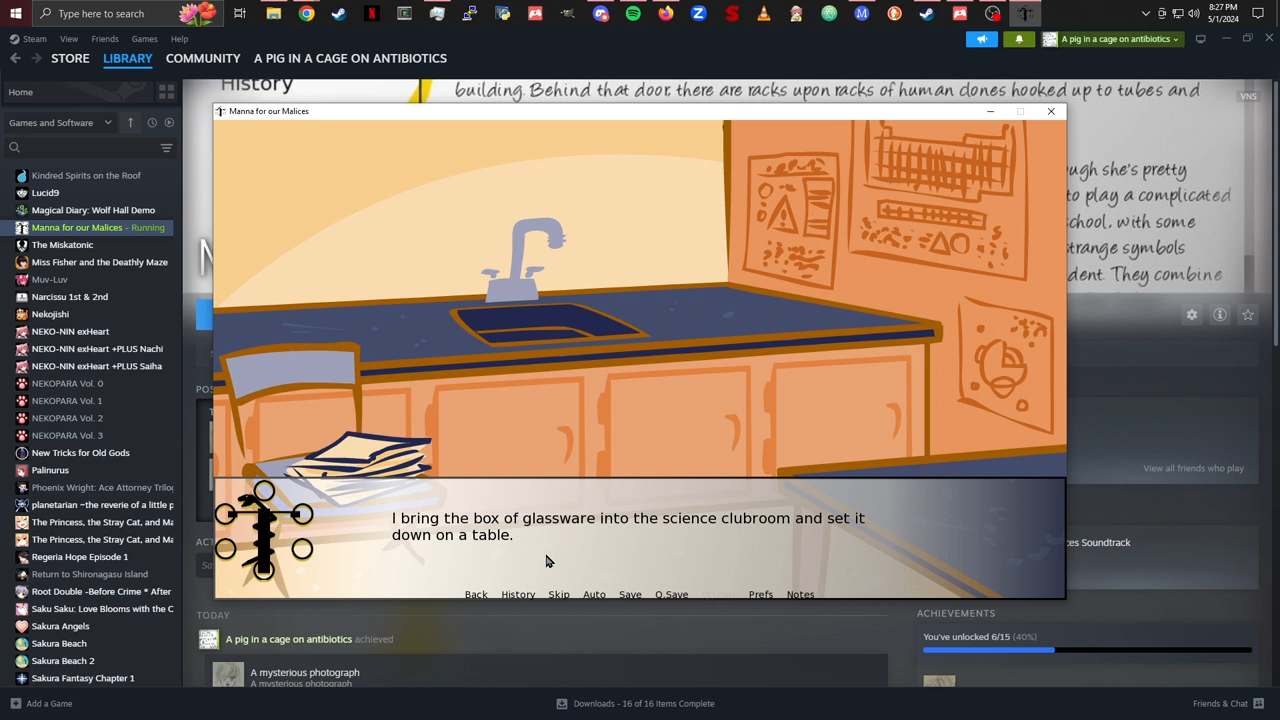 8:27 PM
5/1/2024
Steam View Friends Games Help
A pig in a cage on antibiotics
STORE LIBRARY COMMUNITY A PIG IN A CAGE ON ANTIBIOTICS
Home
History
building. Behind that door, there are racks upon racks of human clones hooked up to tubes and
VNS
Manna for our Malices
Games and Software
Kindred Spirits on the Roof
Lucid9
Magical Diary: Wolf Hall Demo
Manna for our Malices - Running
The Miskatonic
Miss Fisher and the Deathly Maze
Muv-Luv
Narcissu 1st & 2nd
Nekojishi
NEKO-NIN exHeart
NEKO-NIN exHeart +PLUS Nachi
NEKO-NIN exHeart +PLUS Saiha
NEKOPARA Vol. 0
NEKOPARA Vol. 1
NEKOPARA Vol. 2
NEKOPARA Vol. 3
New Tricks for Old Gods
Palinurus
Phoenix Wright: Ace Attorney Trilog
planetarian ~the reverie of a little p
The Princess, the Stray Cat, and Ma
The Princess, the Stray Cat, and Ma
Regeria Hope Episode 1
Return to Shironagasu Island
Root Double -Before Crime * After
Saku Saku: Love Blooms with the C
Sakura Angels
Sakura Beach
Sakura Beach 2
Sakura Fantasy Chapter 1
ugh she's pretty
to play a complicated
school, with some
strange symbols
dent. They combine
View all friends who play
I bring the box of glassware into the science clubroom and set it
down on a table.
Back History Skip Auto Save Q.Save Prefs Notes
ces Soundtrack
TODAY
A pig in a cage on antibiotics achieved
A mysterious photograph
A mysterious photograph
ACHIEVEMENTS
You've unlocked 6/15 (40%)
Add a Game
Downloads - 16 of 16 Items Complete
Friends & Chat